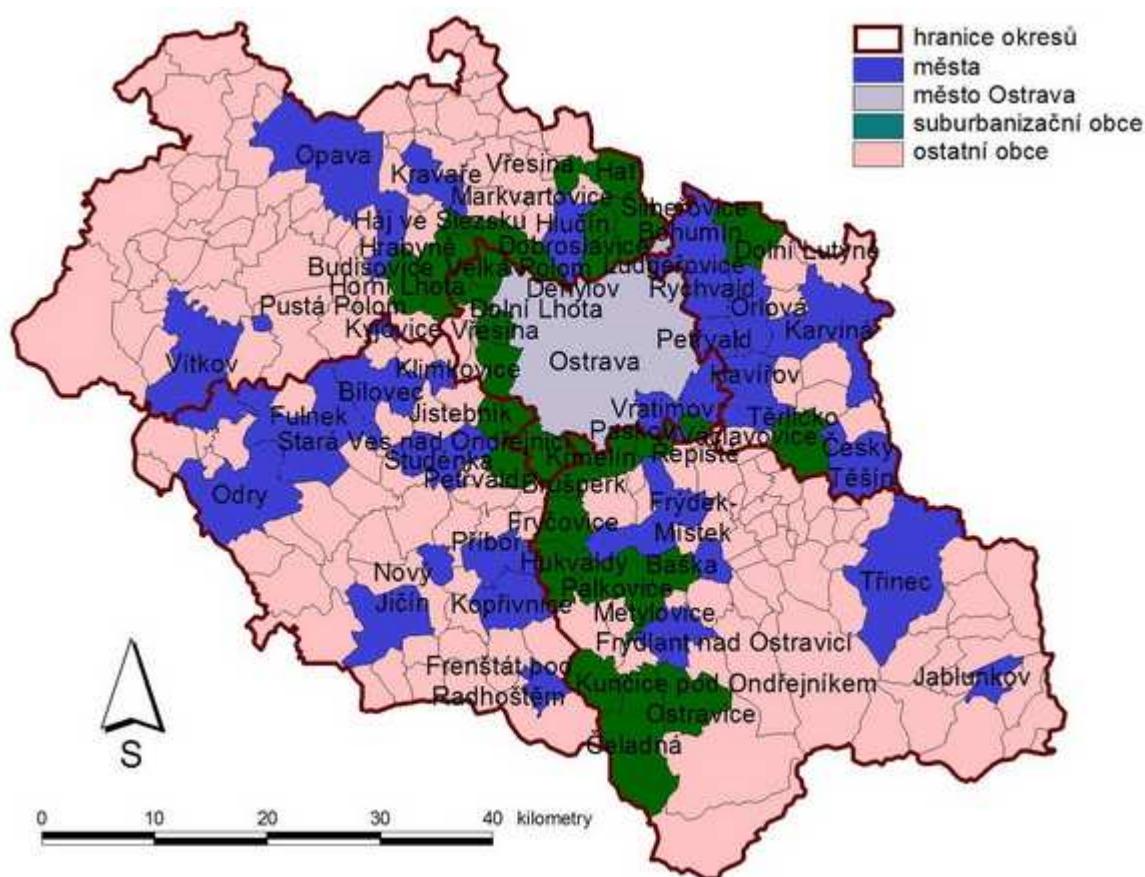 hranice okresů
města
město Ostrava
suburbanizační obce
ostatní obce
Opava
Kravaře
Vřesina
Hať
Markvartovice
Šilheřovice
Háj ve Slezsku
Hlučín
Bohumín
Hrabyně
Dobroslavice
Dolní Lutyně
Budišovice
Velká Polom
Ludgeřovice
Horní Lhota
Děhylov
Rychvald
Pustá Polom
Dolní Lhota
Orlová
Kyjovice
Vřesina
Petřvald
Karviná
Vítkov
Klimkovice
Ostrava
Havířov
Bílovec
Fulnek
Jistebník
Vratimov
Těrlicko
Stará Ves nad Ondřejnicí
Paskov
Václavovice
Český
Těšín
Studénka
Krmelín
Řepiště
Odry
Petřvald
Brušperk
Frýdek-
Místek
Fryčovice
Příbor
Hukvaldy
Baška
Nový
Jičín
Palkovice
Třinec
Kopřivnice
Metylovice
Frýdlant nad Ostravicí
Frenštát pod
Radhoštěm
Kunčice pod Ondřejníkem
Jablunkov
Ostravice
Čeladná
S
0 10 20 30 40 kilometry